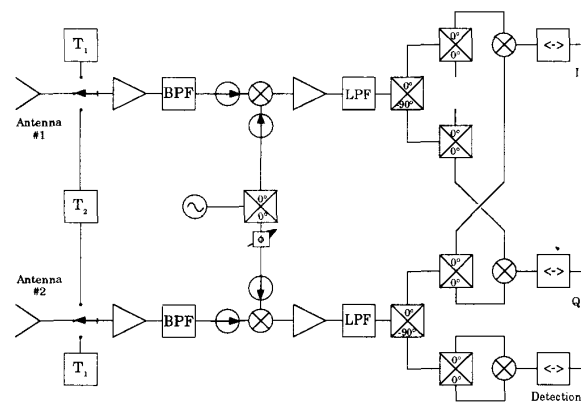 T1
0°
0°
<->
I
BPF
LPF
0°
-90°
Antenna
#1
0°
0°
T2
0°
0°
Φ
Antenna
#2
0°
0°
<->
Q
BPF
LPF
0°
-90°
T1
0°
0°
<->
Detection